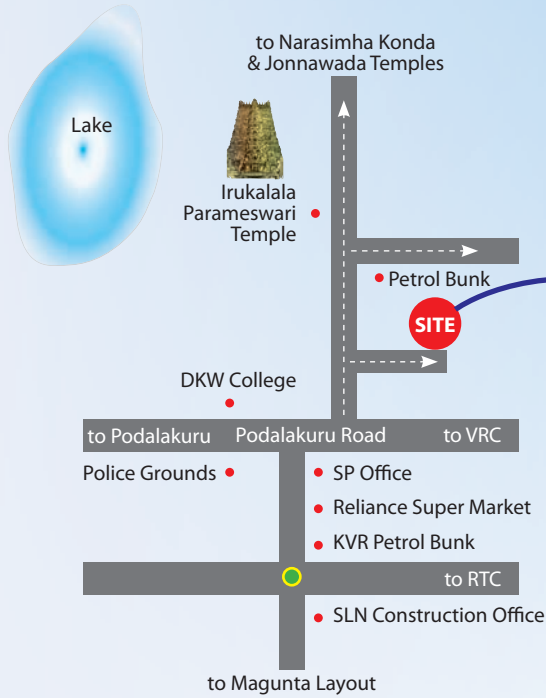 to Narasimha Konda
& Jonnawada Temples
Lake
Irukalala
Parameswari
Temple
Petrol Bunk
SITE
DKW College
to Podalakuru
Podalakuru Road
to VRC
Police Grounds
SP Office
Reliance Super Market
KVR Petrol Bunk
to RTC
SLN Construction Office
to Magunta Layout